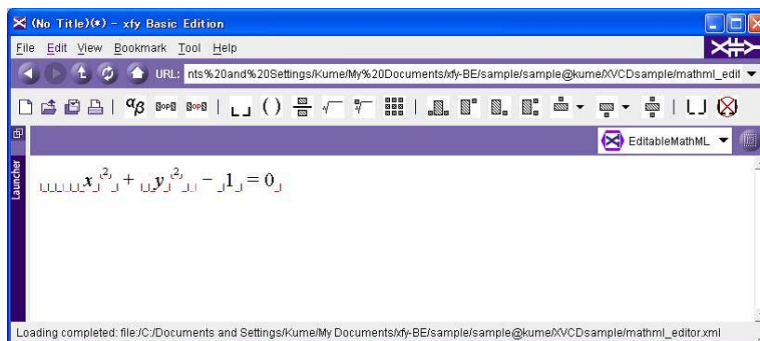 (No Title)(*) - xfy Basic Edition
File Edit View Bookmark Tool Help
URL: nts%20and%20Settings/Kume/My%20Documents/xfy-BE/sample/sample@kume/XVCDsample/mathml_edit
αβ
EditableMathML
Launcher
x² + y² - 1 = 0
Loading completed: file:/C:/Documents and Settings/Kume/My Documents/xfy-BE/sample/sample@kume/XVCDsample/mathml_editor.xml